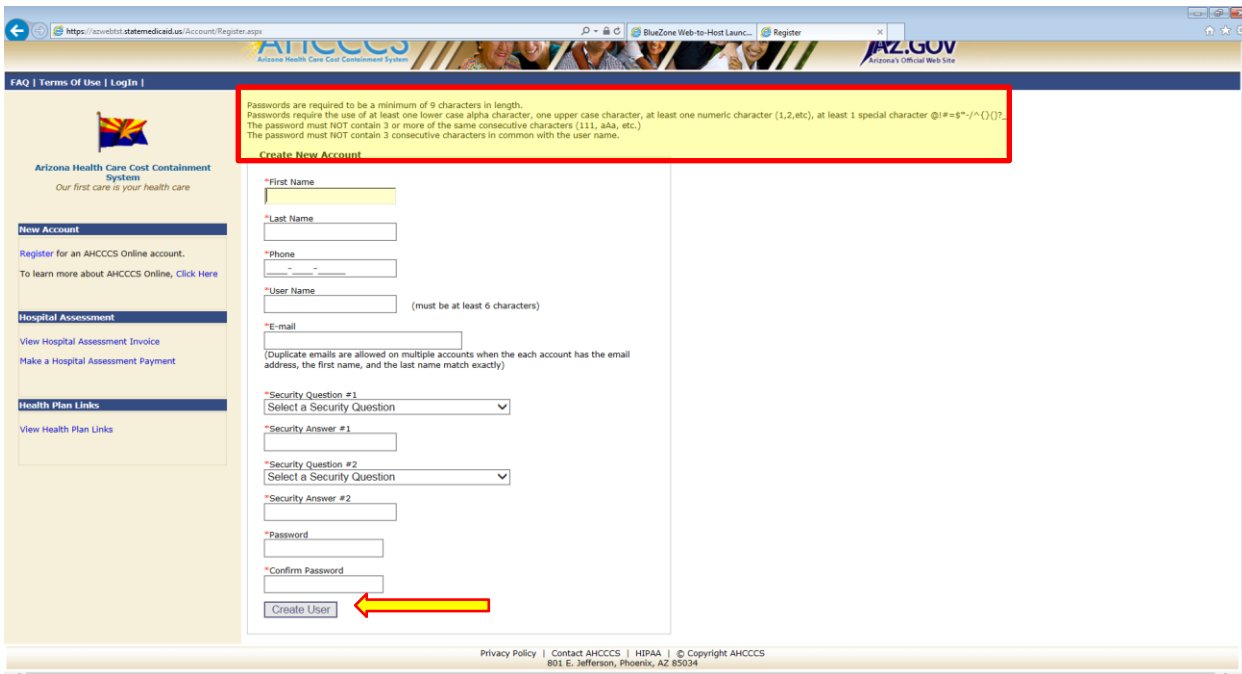 https://azwebtst.statemedicaid.us/Account/Register.aspx
BlueZone Web-to-Host Launc...
Register
AHCCCS
Arizona Health Care Cost Containment System
AZ.GOV
Arizona's Official Web Site
FAQ | Terms Of Use | LogIn |
Passwords are required to be a minimum of 9 characters in length.
Passwords require the use of at least one lower case alpha character, one upper case character, at least one numeric character (1,2,etc), at least 1 special character @!#=$"-/^{}()?_
The password must NOT contain 3 or more of the same consecutive characters (111, aAa, etc.)
The password must NOT contain 3 consecutive characters in common with the user name.
Arizona Health Care Cost Containment
System
Our first care is your health care
New Account
Register for an AHCCCS Online account.
To learn more about AHCCCS Online, Click Here
Hospital Assessment
View Hospital Assessment Invoice
Make a Hospital Assessment Payment
Health Plan Links
View Health Plan Links
Create New Account
*First Name
*Last Name
*Phone
___-___-____
*User Name
(must be at least 6 characters)
*E-mail
(Duplicate emails are allowed on multiple accounts when the each account has the email
address, the first name, and the last name match exactly)
*Security Question #1
Select a Security Question
*Security Answer #1
*Security Question #2
Select a Security Question
*Security Answer #2
*Password
*Confirm Password
Create User
Privacy Policy | Contact AHCCCS | HIPAA | © Copyright AHCCCS
801 E. Jefferson, Phoenix, AZ 85034